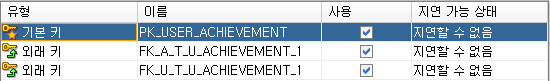 유형 이름 사용 지연 가능 상태
기본 키 PK_USER_ACHIEVEMENT 지연할 수 없음
외래 키 FK_A_T_U_ACHIEVEMENT_1 지연할 수 없음
외래 키 FK_U_T_U_ACHIEVEMENT_1 지연할 수 없음